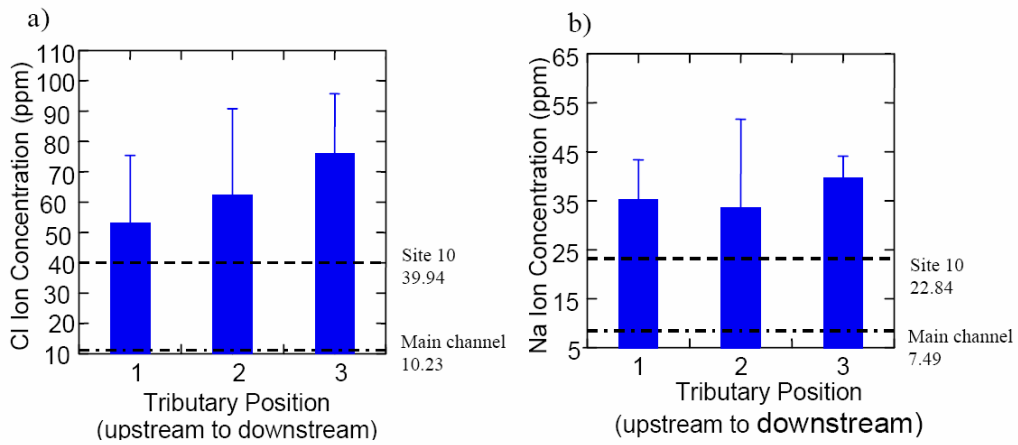 a)
Cl Ion Concentration (ppm)
110
100
90
80
70
60
50
40
30
20
10
1 2 3
Tributary Position
(upstream to downstream)
Site 10
39.94
Main channel
10.23
b)
Na Ion Concentration (ppm)
65
55
45
35
25
15
5
1 2 3
Tributary Position
(upstream to downstream)
Site 10
22.84
Main channel
7.49